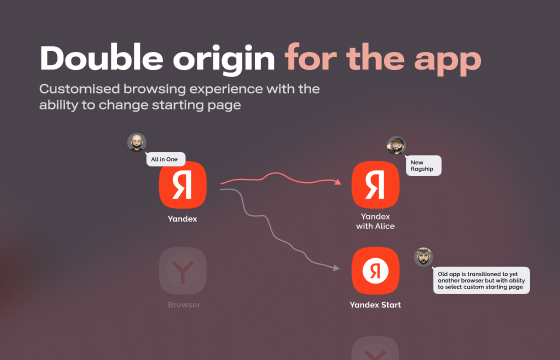 Double origin for the app
Customised browsing experience with the
ability to change starting page
All in One
Я
Yandex
Browser
Я
Yandex
with Alice
New
flagship
Я
Yandex Start
Old app is transitioned to yet
another browser but with ability
to select custom starting page